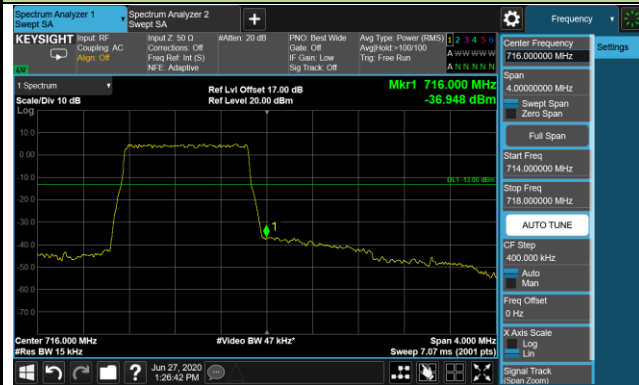 Spectrum Analyzer 1
Swept SA
Spectrum Analyzer 2
Swept SA
Frequency
KEYSIGHT
Input: RF
Coupling: AC
Align: Off
Input Z: 50 Ω
Corrections: Off
Freq Ref: Int (S)
NFE: Adaptive
#Atten: 20 dB
PNO: Best Wide
Gate: Off
IF Gain: Low
Sig Track: Off
Avg Type: Power (RMS)
Avg|Hold:>100/100
Trig: Free Run
1 2 3 4 5 6
A W W W W W
A N N N N N
1 Spectrum
Scale/Div 10 dB
Log
Ref Lvl Offset 17.00 dB
Ref Level 20.00 dBm
Mkr1 716.000 MHz
-36.948 dBm
10.0
0.00
-10.0
-20.0
-30.0
-40.0
-50.0
-60.0
-70.0
DL1 -13.00 dBm
1
Center 716.000 MHz
#Res BW 15 kHz
#Video BW 47 kHz*
Span 4.000 MHz
Sweep 7.07 ms (2001 pts)
Jun 27, 2020
1:26:42 PM
Center Frequency
716.000000 MHz
Settings
Span
4.00000000 MHz
Swept Span
Zero Span
Full Span
Start Freq
714.000000 MHz
Stop Freq
718.000000 MHz
AUTO TUNE
CF Step
400.000 kHz
Auto
Man
Freq Offset
0 Hz
X Axis Scale
Log
Lin
Signal Track
(Span Zoom)